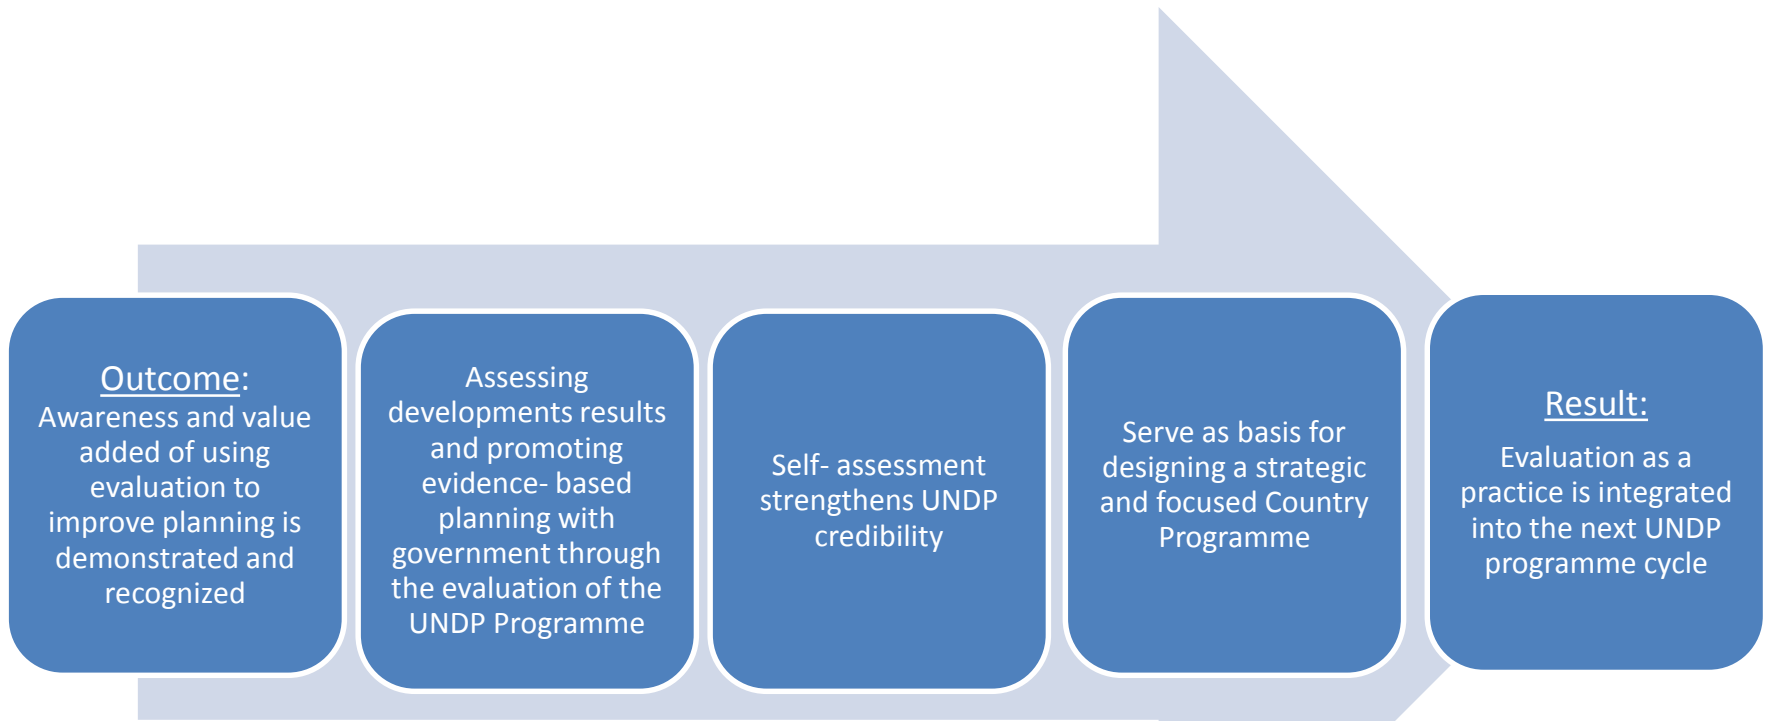 Outcome:
Awareness and value
added of using
evaluation to
improve planning is
demonstrated and
recognized
Assessing
developments results
and promoting
evidence- based
planning with
government through
the evaluation of the
UNDP Programme
Self- assessment
strengthens UNDP
credibility
Serve as basis for
designing a strategic
and focused Country
Programme
Result:
Evaluation as a
practice is integrated
into the next UNDP
programme cycle